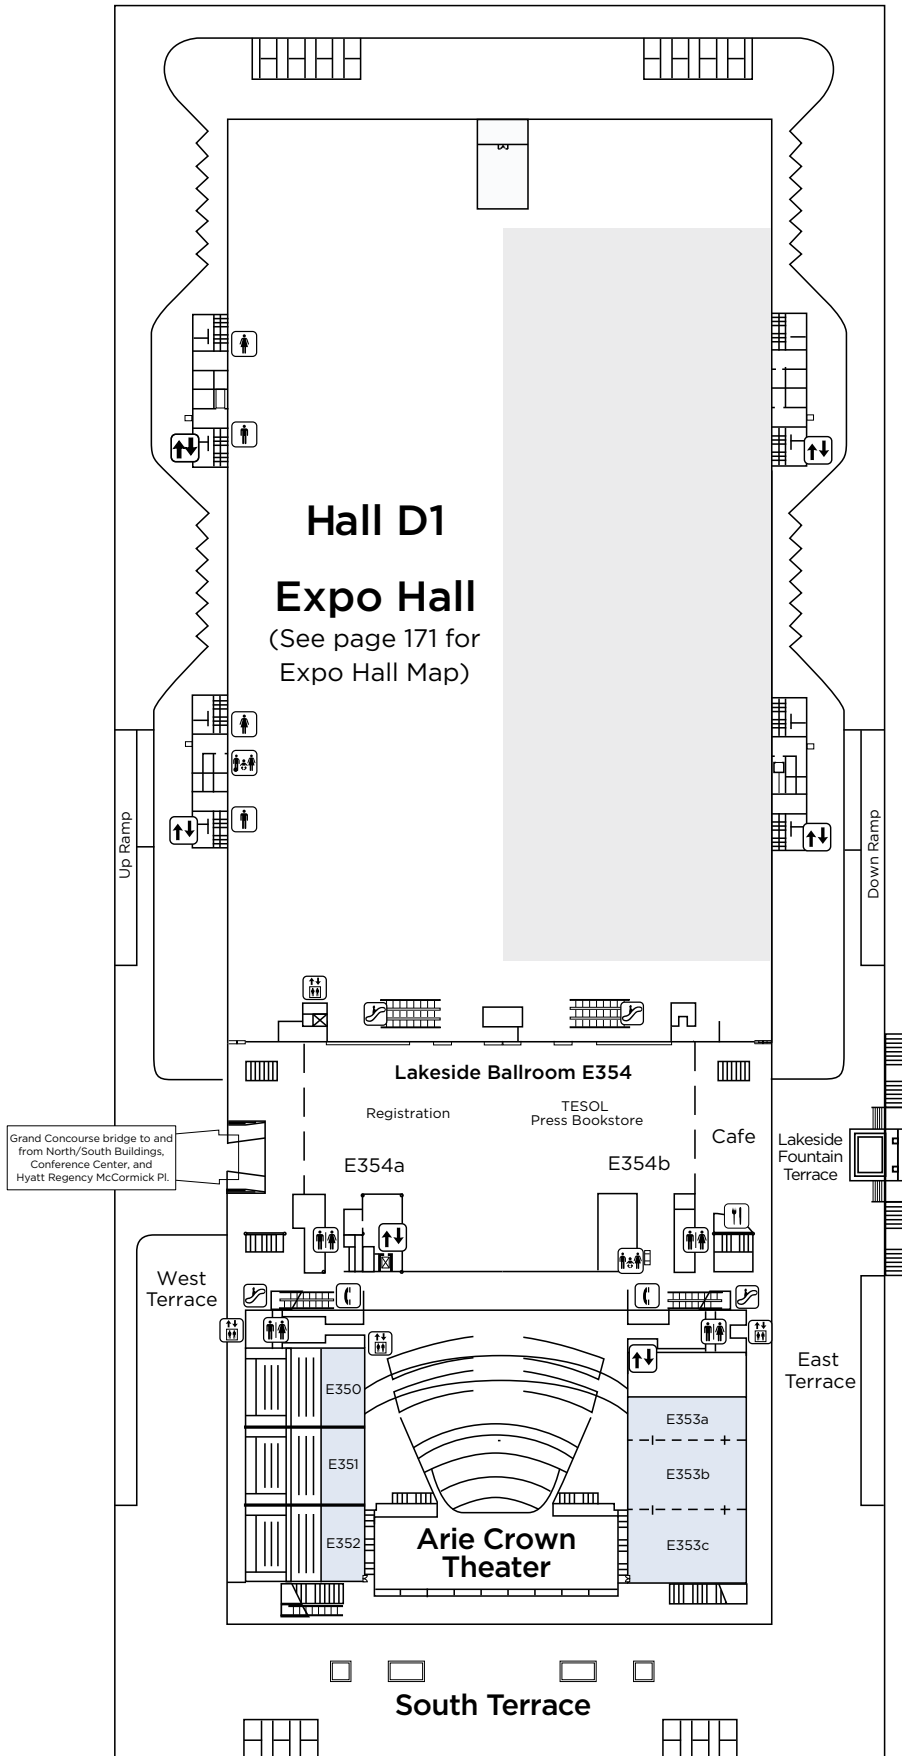 Hall D1
Expo Hall
(See page 171 for
Expo Hall Map)
Up Ramp
Down Ramp
Lakeside Ballroom E354
Registration
TESOL
Press Bookstore
Cafe
E354a
E354b
Lakeside
Fountain
Terrace
Grand Concourse bridge to and
from North/South Buildings,
Conference Center, and
Hyatt Regency McCormick Pl.
West
Terrace
East
Terrace
E350
E351
E352
E353a
E353b
E353c
Arie Crown
Theater
South Terrace